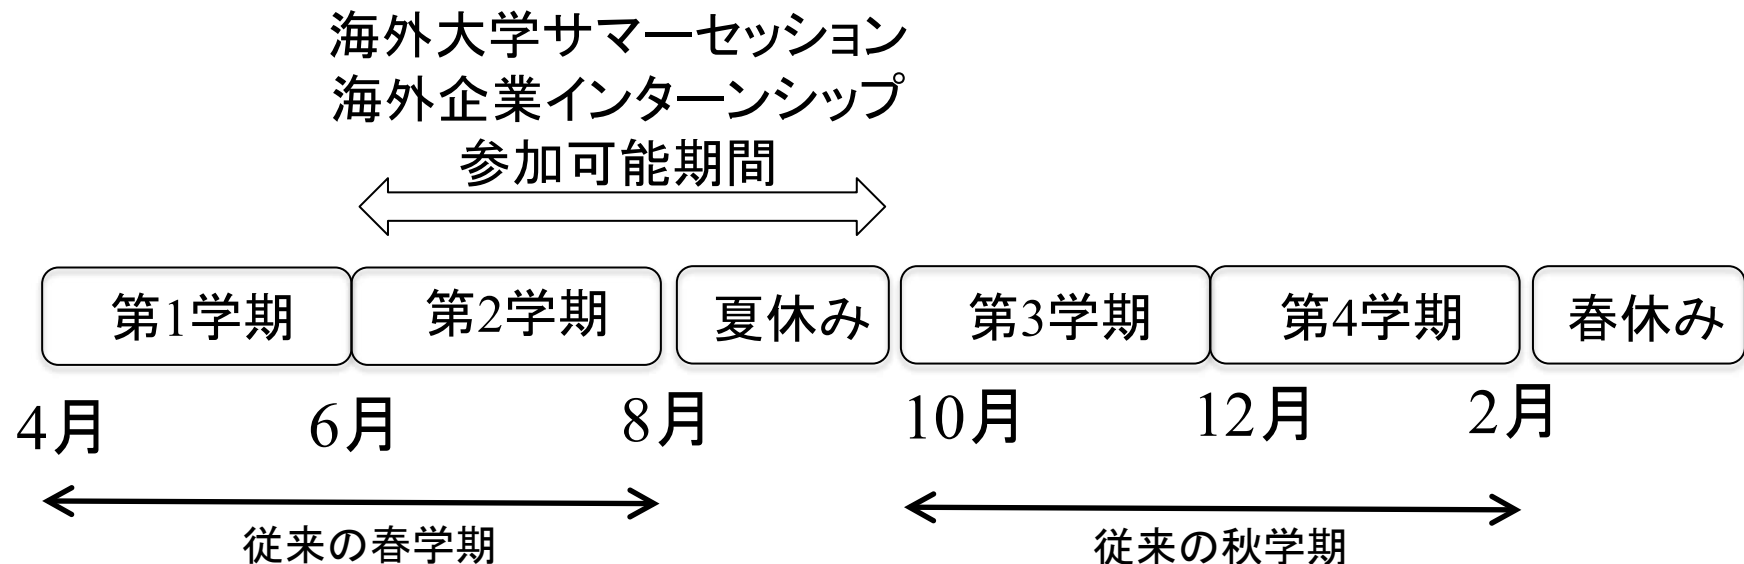 海外大学サマーセッション
海外企業インターンシップ
参加可能期間
第1学期
第2学期
夏休み
第3学期
第4学期
春休み
4月
6月
8月
10月
12月
2月
従来の春学期
従来の秋学期